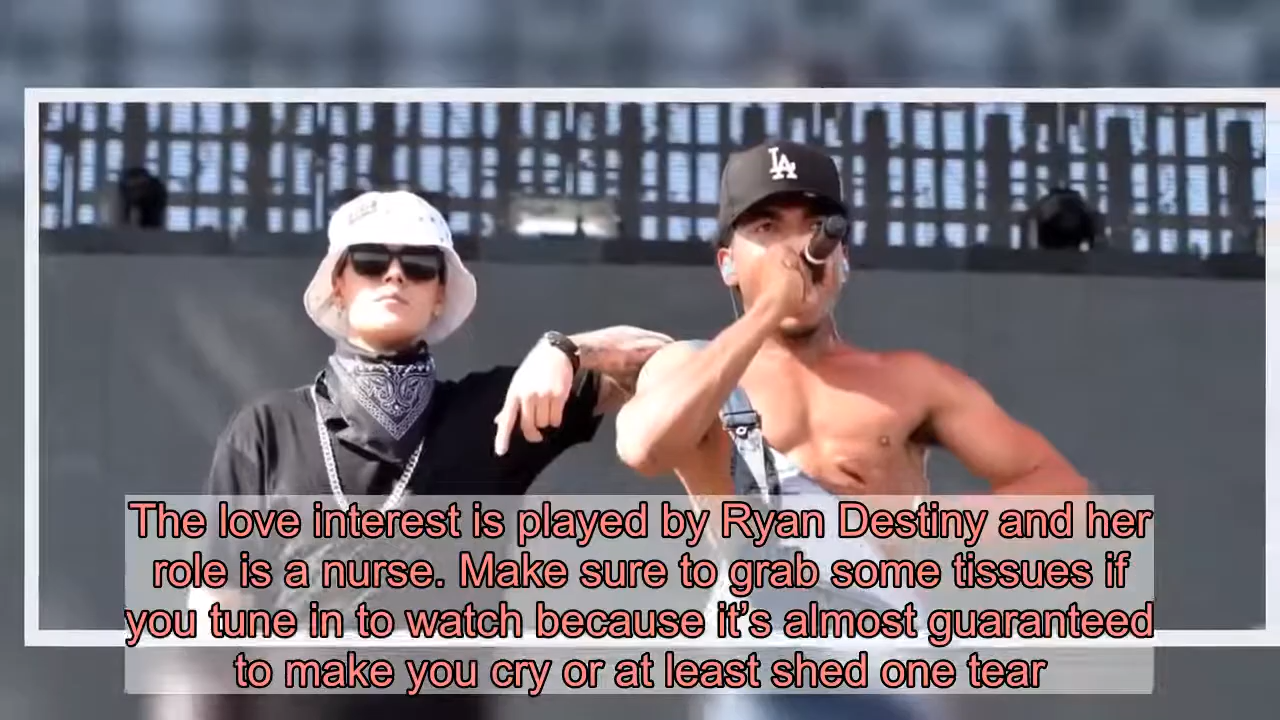 LA
The love interest is played by Ryan Destiny and her
role is a nurse. Make sure to grab some tissues if
you tune in to watch because it’s almost guaranteed
to make you cry or at least shed one tear